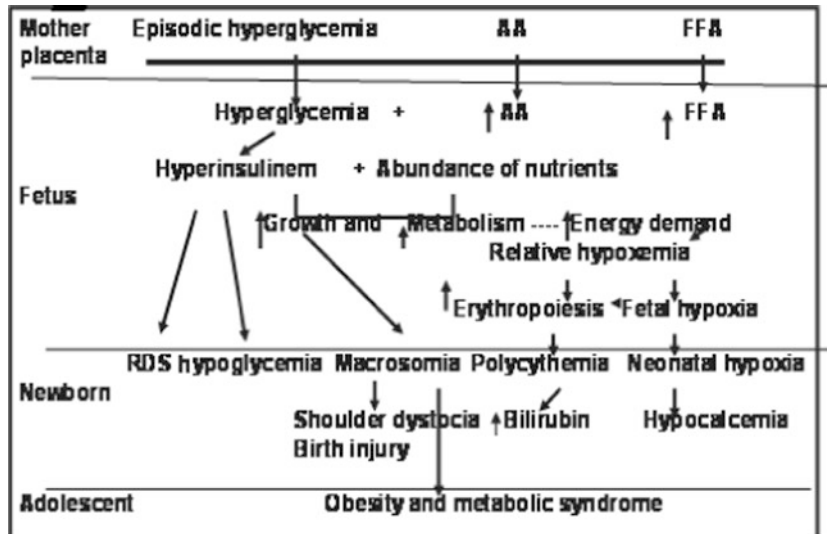 Mother Episodic hyperglycemia AA FFA
placenta
Hyperglycemia + AA FFA
Hyperinsulinem + Abundance of nutrients
Fetus
Growth and Metabolism ---- Energy demand
Relative hypoxemia
Erythropoiesis Fetal hypoxia
RDS hypoglycemia Macrosomia Polycythemia Neonatal hypoxia
Newborn
Shoulder dystocia Bilirubin Hypocalcemia
Birth injury
Adolescent Obesity and metabolic syndrome